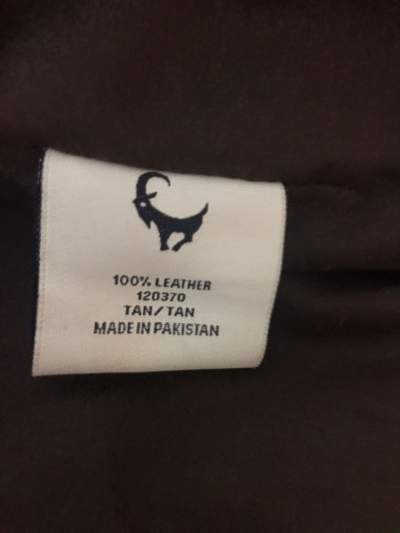 100% LEATHER
120370
TAN/TAN
MADE IN PAKISTAN